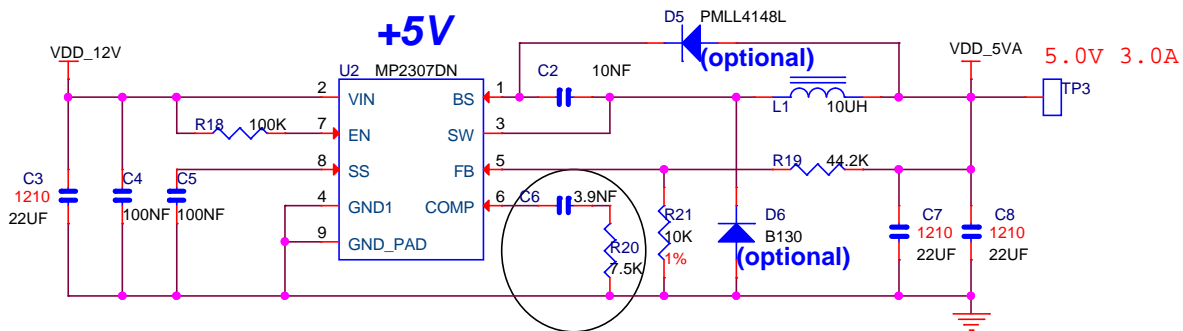 +5V
D5 PMLL4148L
(optional)
VDD_12V
VDD_5VA
5.0V 3.0A
TP3
U2 MP2307DN
C2 10NF
2 VIN
BS 1
L1 10UH
R18 100K
7 EN
SW 3
8 SS
FB 5
R19 44.2K
C3
1210
22UF
C4
100NF
C5
100NF
4 GND1
COMP 6
C6 3.9NF
9 GND_PAD
R20
7.5K
R21
10K
1%
D6
B130
(optional)
C7
1210
22UF
C8
1210
22UF